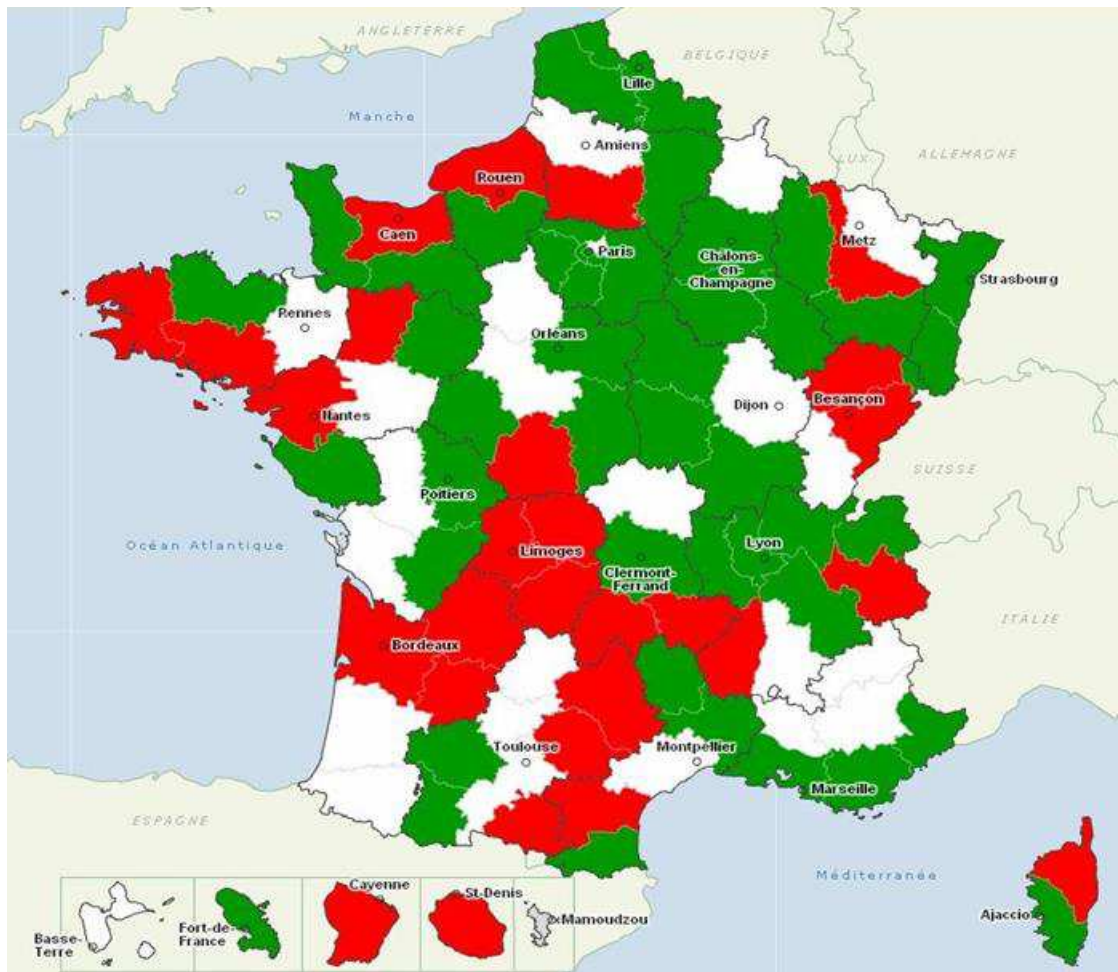 ANGLETERRE
BELGIQUE
Lille
Manche
Amiens
LUX.
ALLEMAGNE
Rouen
Caen
Metz
Paris
Châlons-
en-
Champagne
Strasbourg
Rennes
Orléans
Nantes
Dijon
Besançon
SUISSE
Poitiers
Océan Atlantique
Limoges
Lyon
Clermont-
Ferrand
ITALIE
Bordeaux
Toulouse
Montpellier
Marseille
ESPAGNE
Méditerranée
Cayenne
St-Denis
Ajaccio
Mamoudzou
Fort-de-
France
Basse-
Terre